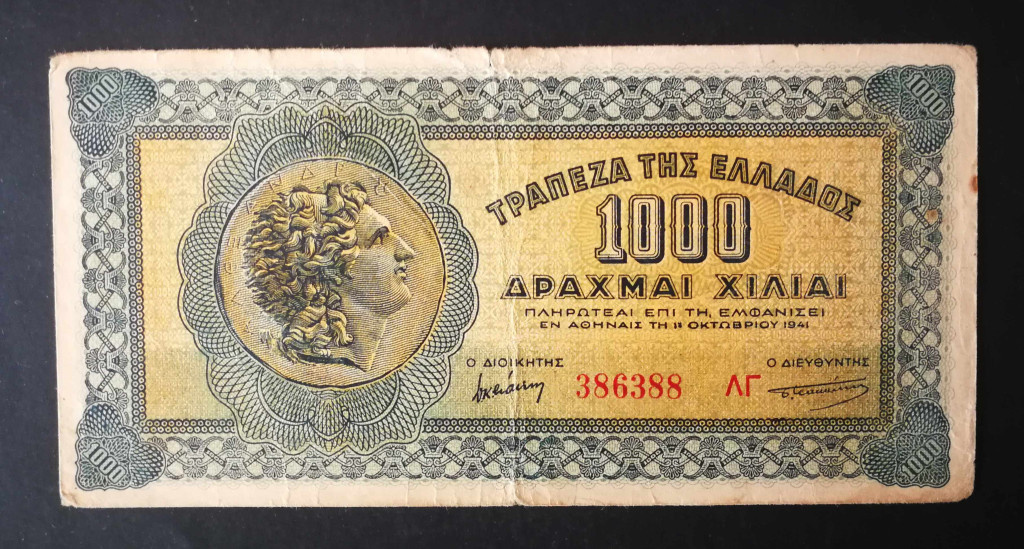 1000
1000
ΤΡΑΠΕΖΑ ΤΗΣ ΕΛΛΑΔΟΣ
1000
ΔΡΑΧΜΑΙ ΧΙΛΙΑΙ
ΠΛΗΡΩΤΕΑΙ ΕΠΙ ΤΗ, ΕΜΦΑΝΙΣΕΙ
ΕΝ ΑΘΗΝΑΙΣ ΤΗ 1Η ΟΚΤΩΒΡΙΟΥ 1941
Ο ΔΙΟΙΚΗΤΗΣ
Ο ΔΙΕΥΘΥΝΤΗΣ
386388 ΛΓ
1000
1000